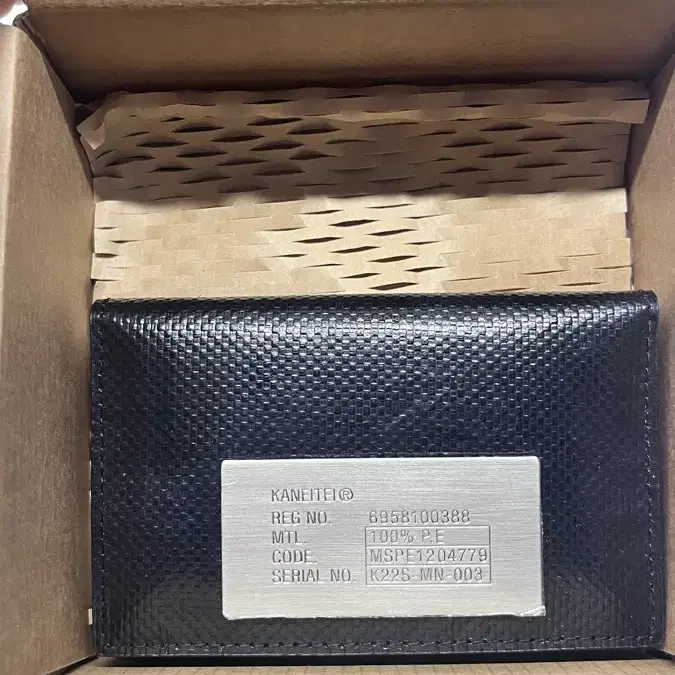 KANEITEI®
REG NO. 6958100388
MTL. 100% P.E
CODE. MSPE1204779
SERIAL NO. K22S-MN-003